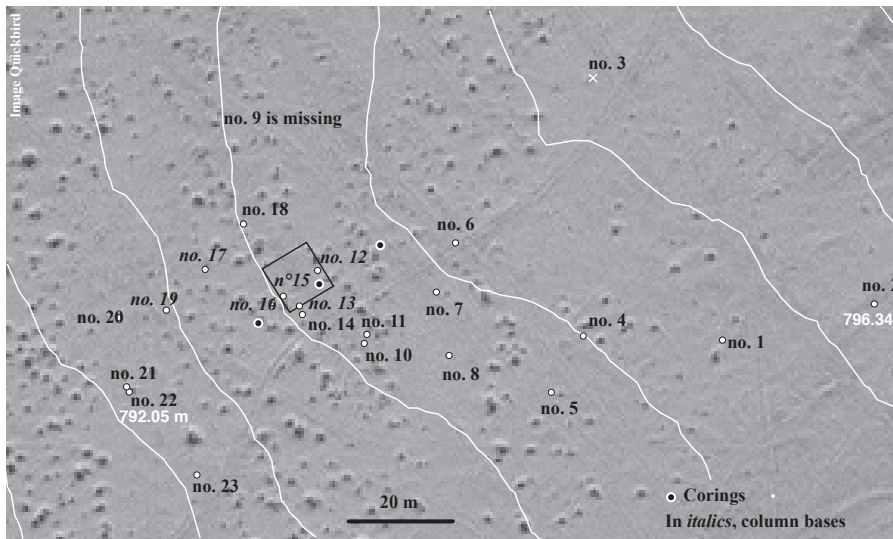 Image Quickbird
no. 3
no. 9 is missing
no. 18
no. 6
no. 12
no. 17
n°15
no. 7
no. 2
no. 16
no. 13
no. 19
no. 20
796.34
no. 14
no. 11
no. 4
no. 1
no. 10
no. 8
no. 21
no. 22
no. 5
792.05 m
no. 23
20 m
Corings
In italics, column bases